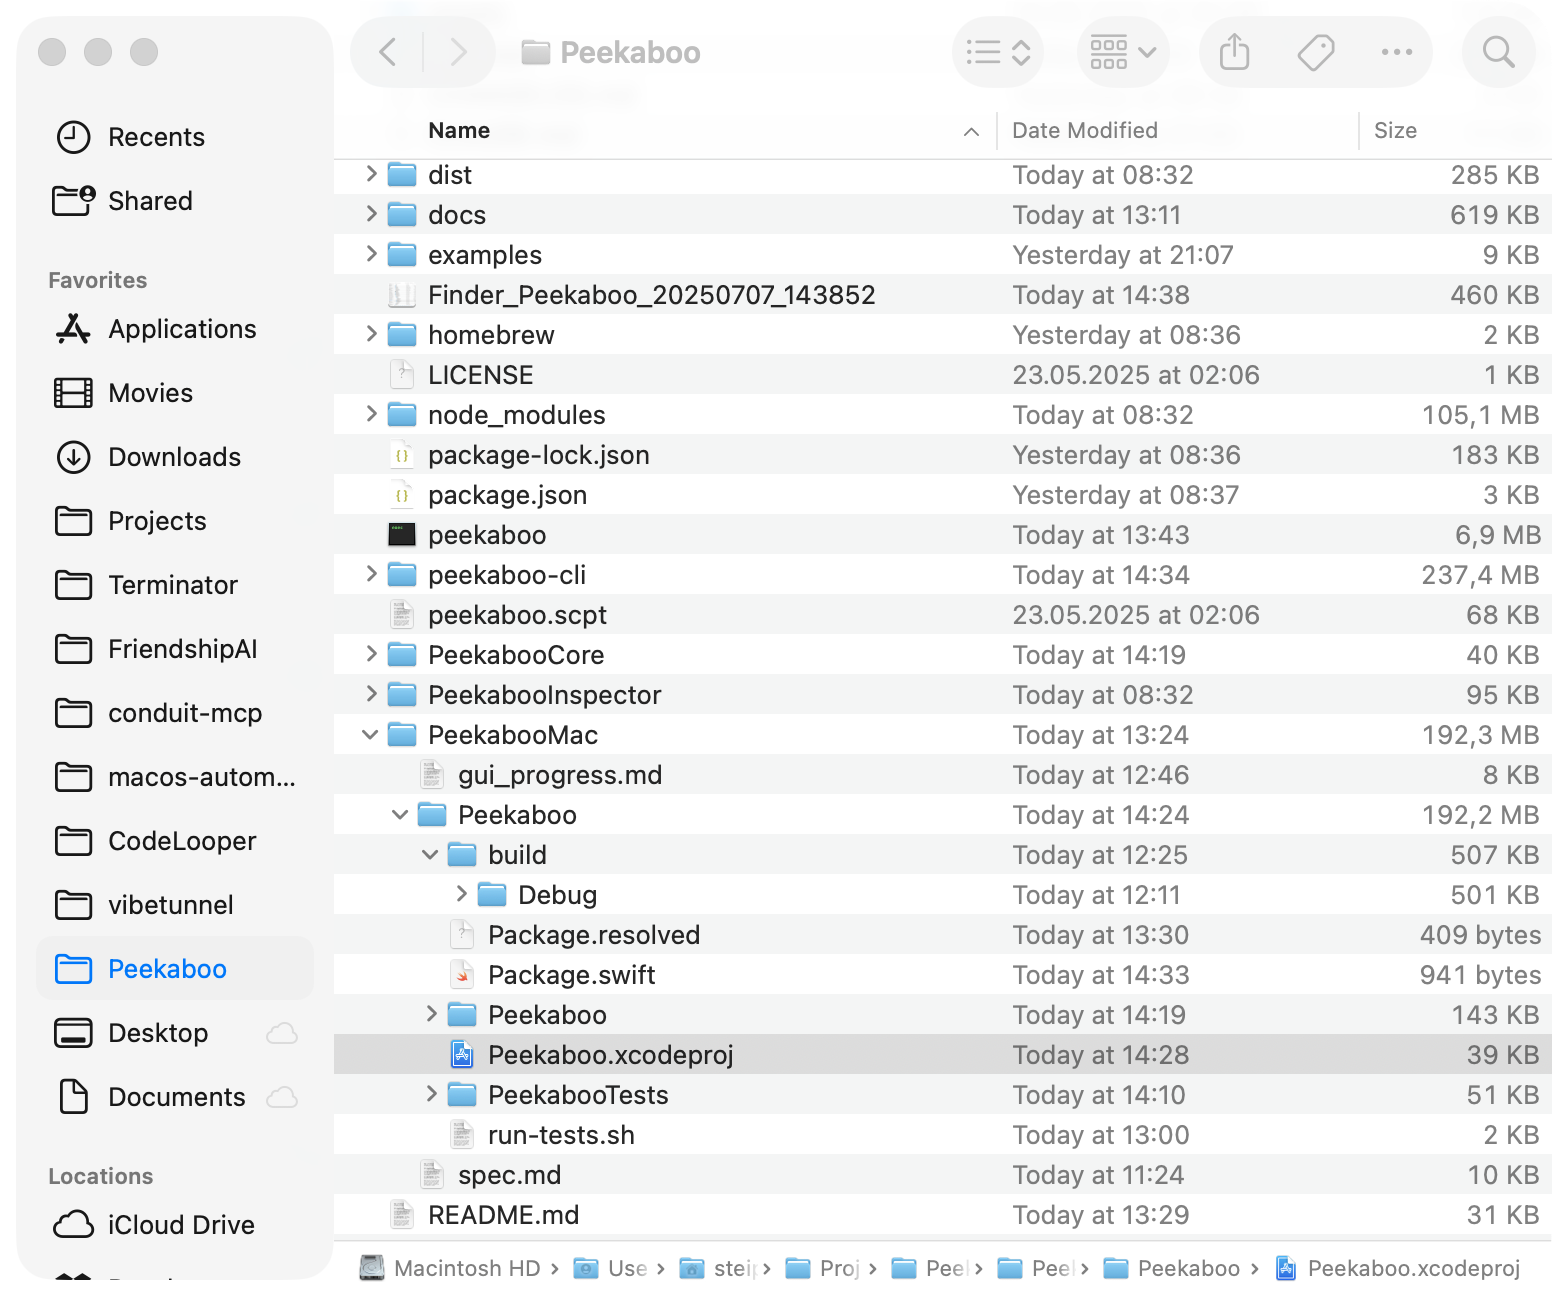 Peekaboo
Recents
Shared
Favorites
Applications
Movies
Downloads
Projects
Terminator
FriendshipAI
conduit-mcp
macos-autom...
CodeLooper
vibetunnel
Peekaboo
Desktop
Documents
Locations
iCloud Drive
Name Date Modified Size
dist Today at 08:32 285 KB
docs Today at 13:11 619 KB
examples Yesterday at 21:07 9 KB
Finder_Peekaboo_20250707_143852 Today at 14:38 460 KB
homebrew Yesterday at 08:36 2 KB
LICENSE 23.05.2025 at 02:06 1 KB
node_modules Today at 08:32 105,1 MB
package-lock.json Yesterday at 08:36 183 KB
package.json Yesterday at 08:37 3 KB
peekaboo Today at 13:43 6,9 MB
peekaboo-cli Today at 14:34 237,4 MB
peekaboo.scpt 23.05.2025 at 02:06 68 KB
PeekabooCore Today at 14:19 40 KB
PeekabooInspector Today at 08:32 95 KB
PeekabooMac Today at 13:24 192,3 MB
gui_progress.md Today at 12:46 8 KB
Peekaboo Today at 14:24 192,2 MB
build Today at 12:25 507 KB
Debug Today at 12:11 501 KB
Package.resolved Today at 13:30 409 bytes
Package.swift Today at 14:33 941 bytes
Peekaboo Today at 14:19 143 KB
Peekaboo.xcodeproj Today at 14:28 39 KB
PeekabooTests Today at 14:10 51 KB
run-tests.sh Today at 13:00 2 KB
spec.md Today at 11:24 10 KB
README.md Today at 13:29 31 KB
Macintosh HD › Use › steip › Proj › Peel › Peel › Peekaboo › Peekaboo.xcodeproj